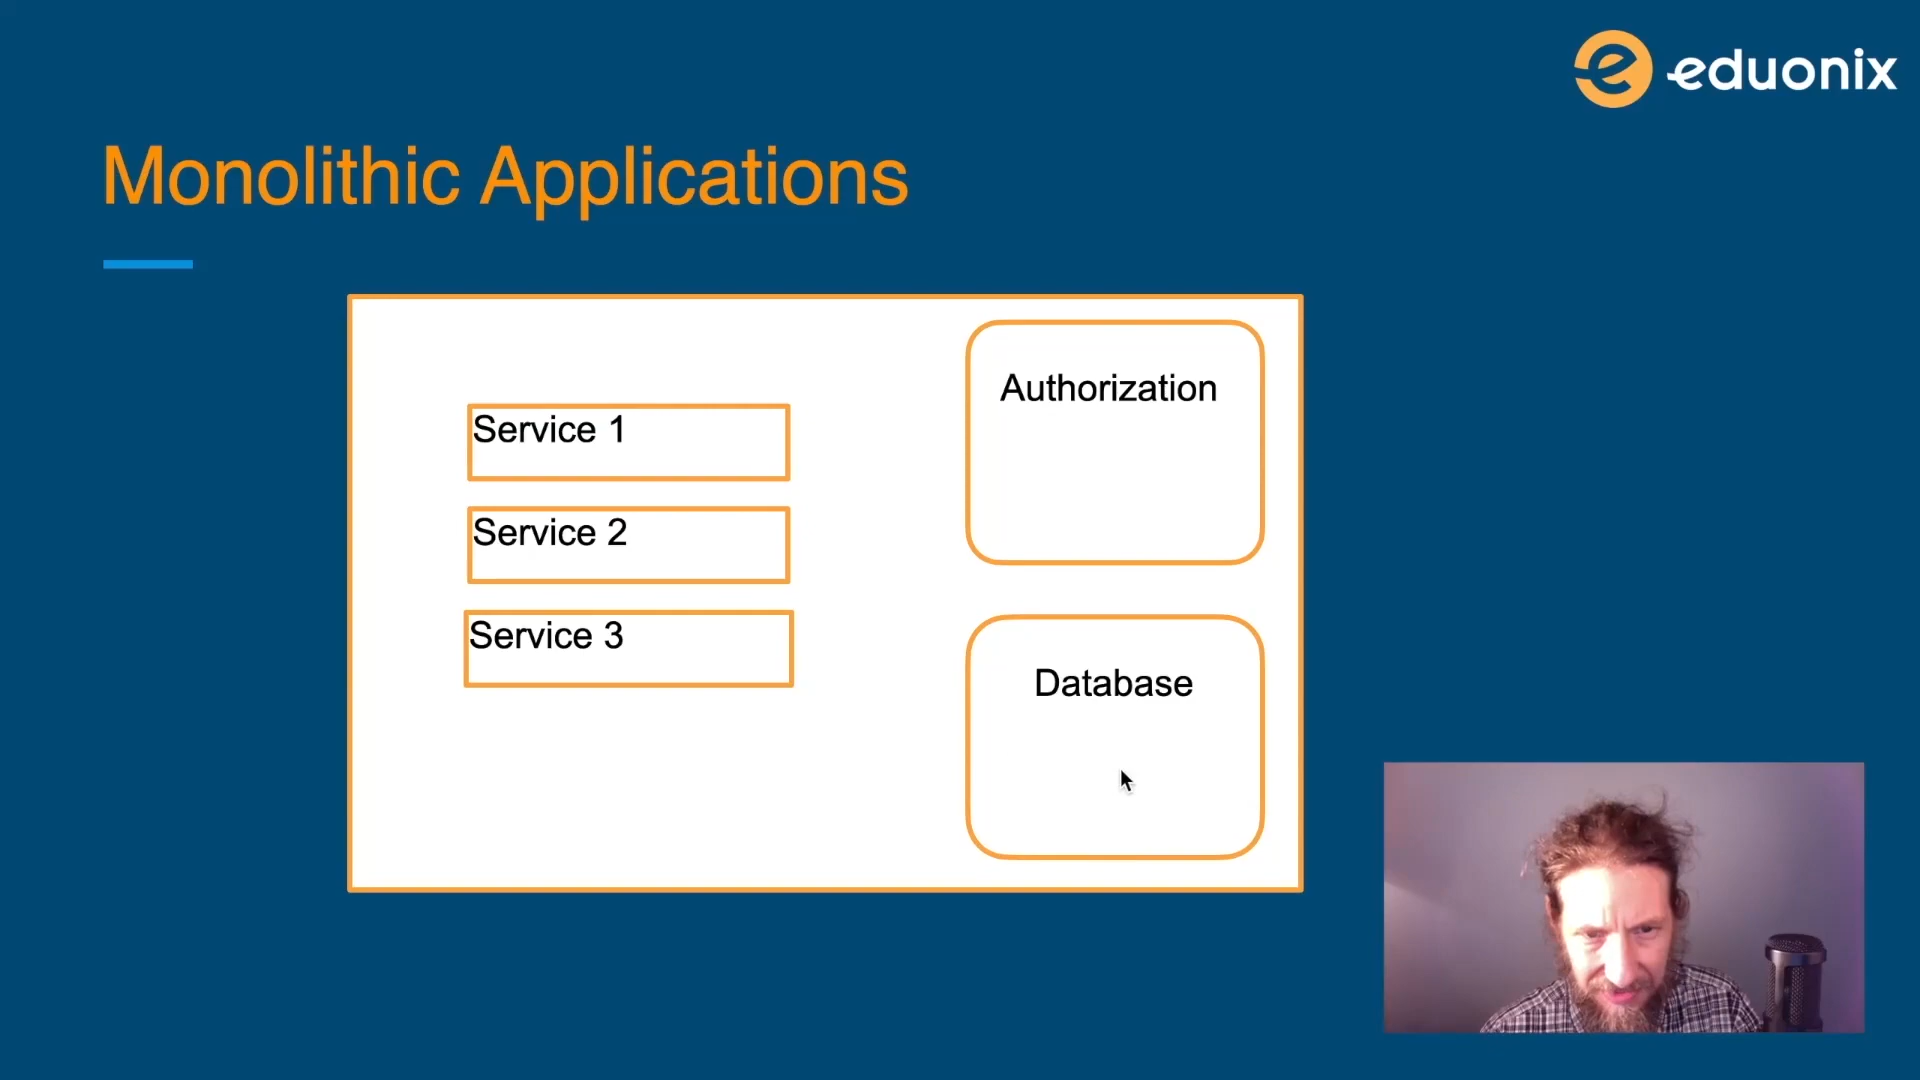 eduonix
Monolithic Applications
Service 1
Service 2
Service 3
Authorization
Database